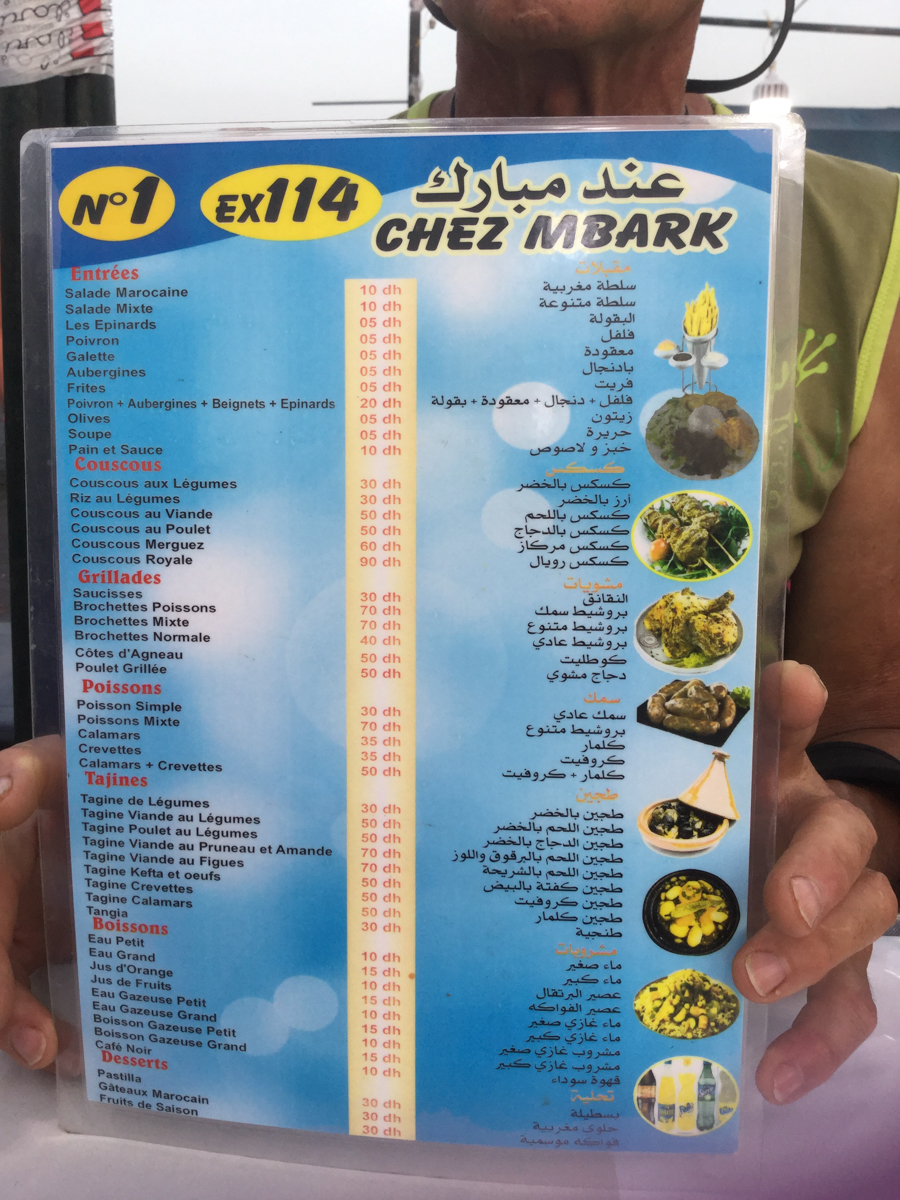 N°1 EX114 عند مبارك
CHEZ MBARK
Entrées مقبلات
Salade Marocaine 10 dh سلطة مغربية
Salade Mixte 10 dh سلطة متنوعة
Les Epinards 05 dh البقولة
Poivron 05 dh فلفل
Galette 05 dh معقودة
Aubergines 05 dh بادنجال
Frites 05 dh فريت
Poivron + Aubergines + Beignets + Epinards 20 dh فلفل + دنجال + معقودة + بقولة
Olives 05 dh زيتون
Soupe 05 dh حريرة
Pain et Sauce 10 dh خبز و لاصوص
Couscous كسكس
Couscous aux Légumes 30 dh كسكس بالخضر
Riz au Légumes 30 dh ارز بالخضر
Couscous au Viande 50 dh كسكس باللحم
Couscous au Poulet 50 dh كسكس بالدجاج
Couscous Merguez 60 dh كسكس مركاز
Couscous Royale 90 dh كسكس رويال
Grillades مشويات
Saucisses 30 dh النقانق
Brochettes Poissons 70 dh بروشيط سمك
Brochettes Mixte 70 dh بروشيط متنوع
Brochettes Normale 40 dh بروشيط عادي
Côtes d'Agneau 50 dh كوطليت
Poulet Grillée 50 dh دجاج مشوي
Poissons سمك
Poisson Simple 30 dh سمك عادي
Poissons Mixte 70 dh بروشيط متنوع
Calamars 35 dh كلمار
Crevettes 35 dh كروفيت
Calamars + Crevettes 50 dh كلمار + كروفيت
Tajines طجين
Tagine de Légumes 30 dh طجين بالخضر
Tagine Viande au Légumes 50 dh طجين اللحم بالخضر
Tagine Poulet au Légumes 50 dh طجين الدجاج بالخضر
Tagine Viande au Pruneau et Amande 70 dh طجين اللحم بالبرقوق واللوز
Tagine Viande au Figues 70 dh طجين اللحم بالشريحة
Tagine Kefta et oeufs 50 dh طجين كفتة بالبيض
Tagine Crevettes 50 dh طجين كروفيت
Tagine Calamars 50 dh طجين كلمار
Tangia 30 dh طنجية
Boissons مشروبات
Eau Petit 10 dh ماء صغير
Eau Grand 15 dh ماء كبير
Jus d'Orange 10 dh عصير البرتقال
Jus de Fruits 15 dh عصير الفواكه
Eau Gazeuse Petit 10 dh ماء غازي صغير
Eau Gazeuse Grand 15 dh ماء غازي كبير
Boisson Gazeuse Petit 10 dh مشروب غازي صغير
Boisson Gazeuse Grand 15 dh مشروب غازي كبير
Café Noir 10 dh قهوة سوداء
Desserts تحلية
Pastilla 30 dh بسطيلة
Gâteaux Marocain 30 dh حلوي مغربية
Fruits de Saison 30 dh فواكه موسمية